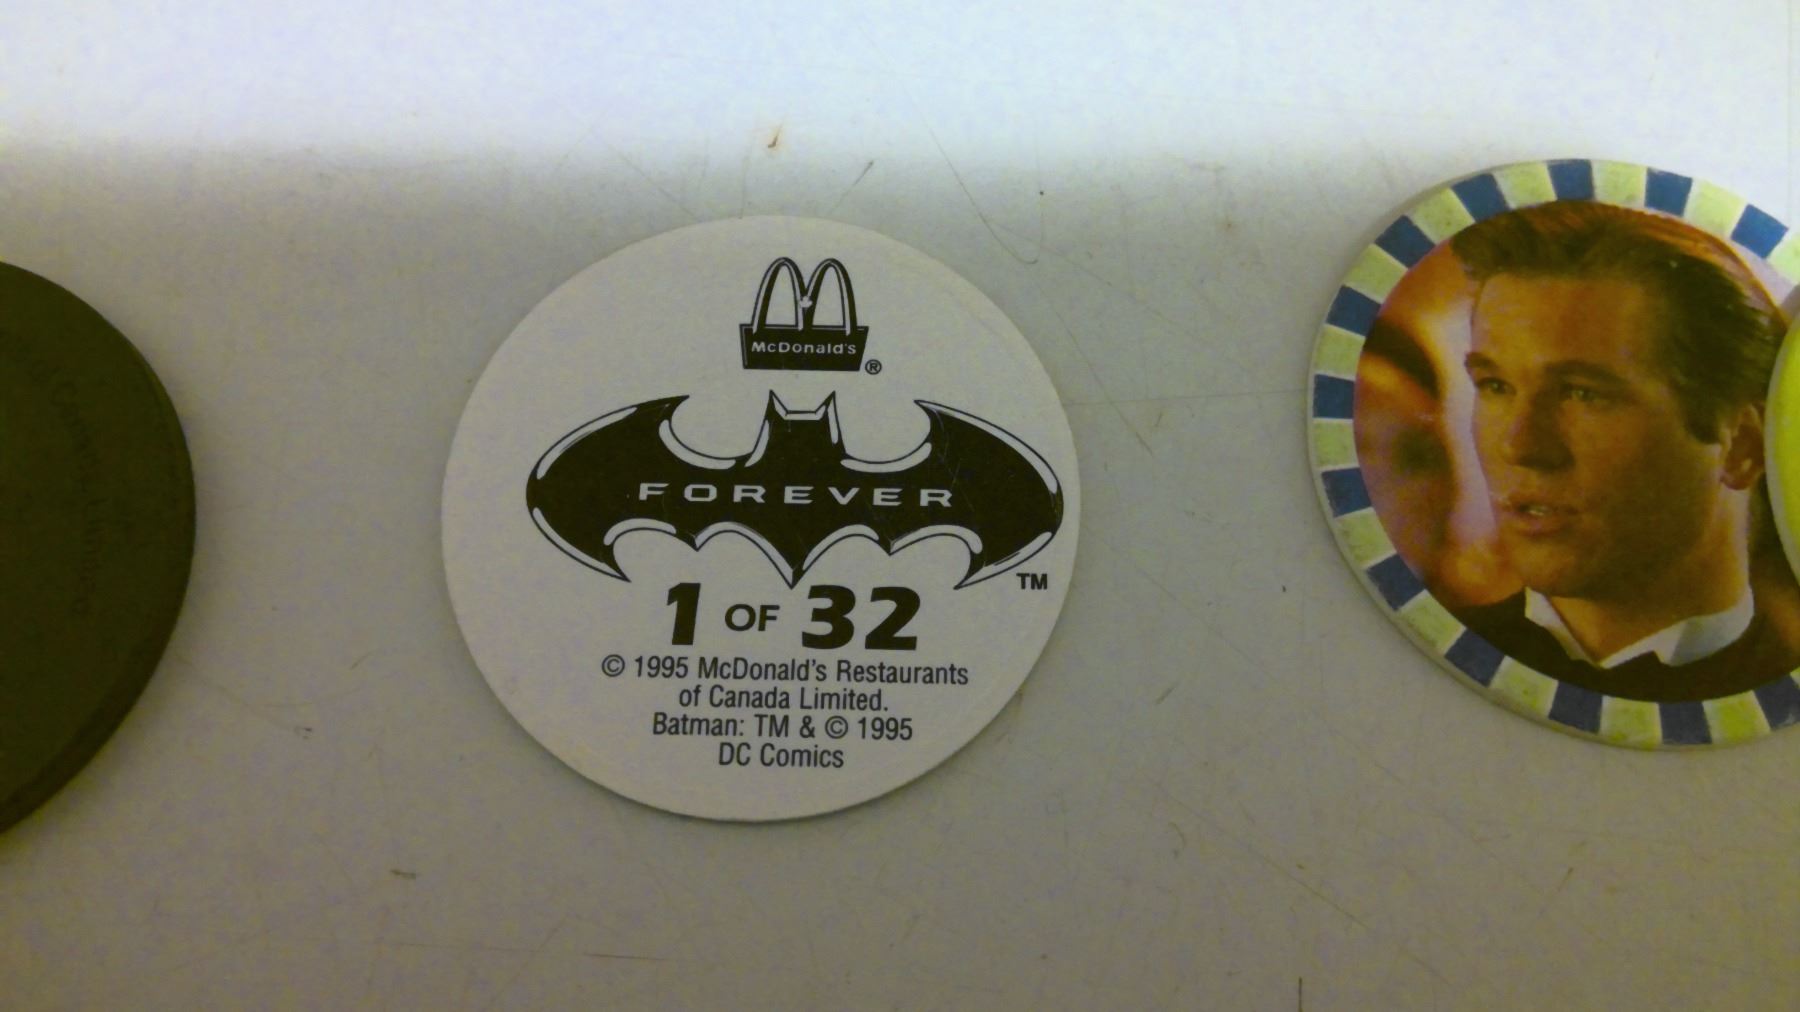 McDonald's
®
FOREVER
TM
1 OF 32
© 1995 McDonald's Restaurants
of Canada Limited.
Batman: TM & © 1995
DC Comics